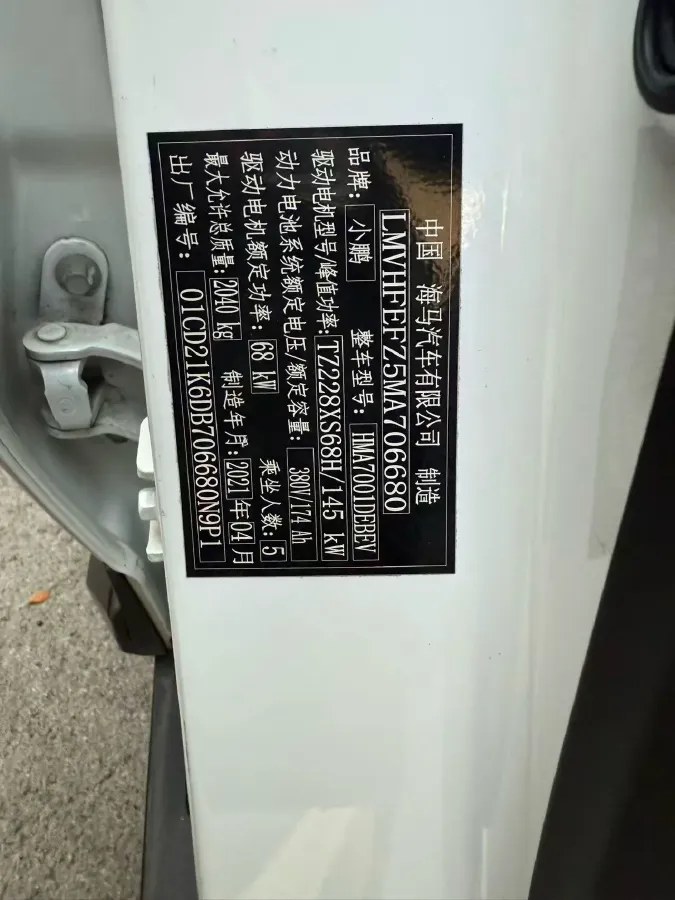 中国 海马汽车有限公司 制造
LMVHFEFZ5MA706680
品牌: 小鹏 整车型号: HMA7001DEBEV
驱动电机型号/峰值功率: TZ228XS68H/145 kW
动力电池系统额定电压/额定容量: 380V/174 Ah
驱动电机额定功率: 68 kW 乘坐人数: 5
最大允许总质量: 2040 kg 制造年月: 2021年04月
出厂编号: 01CD21K6DB706680N9P1